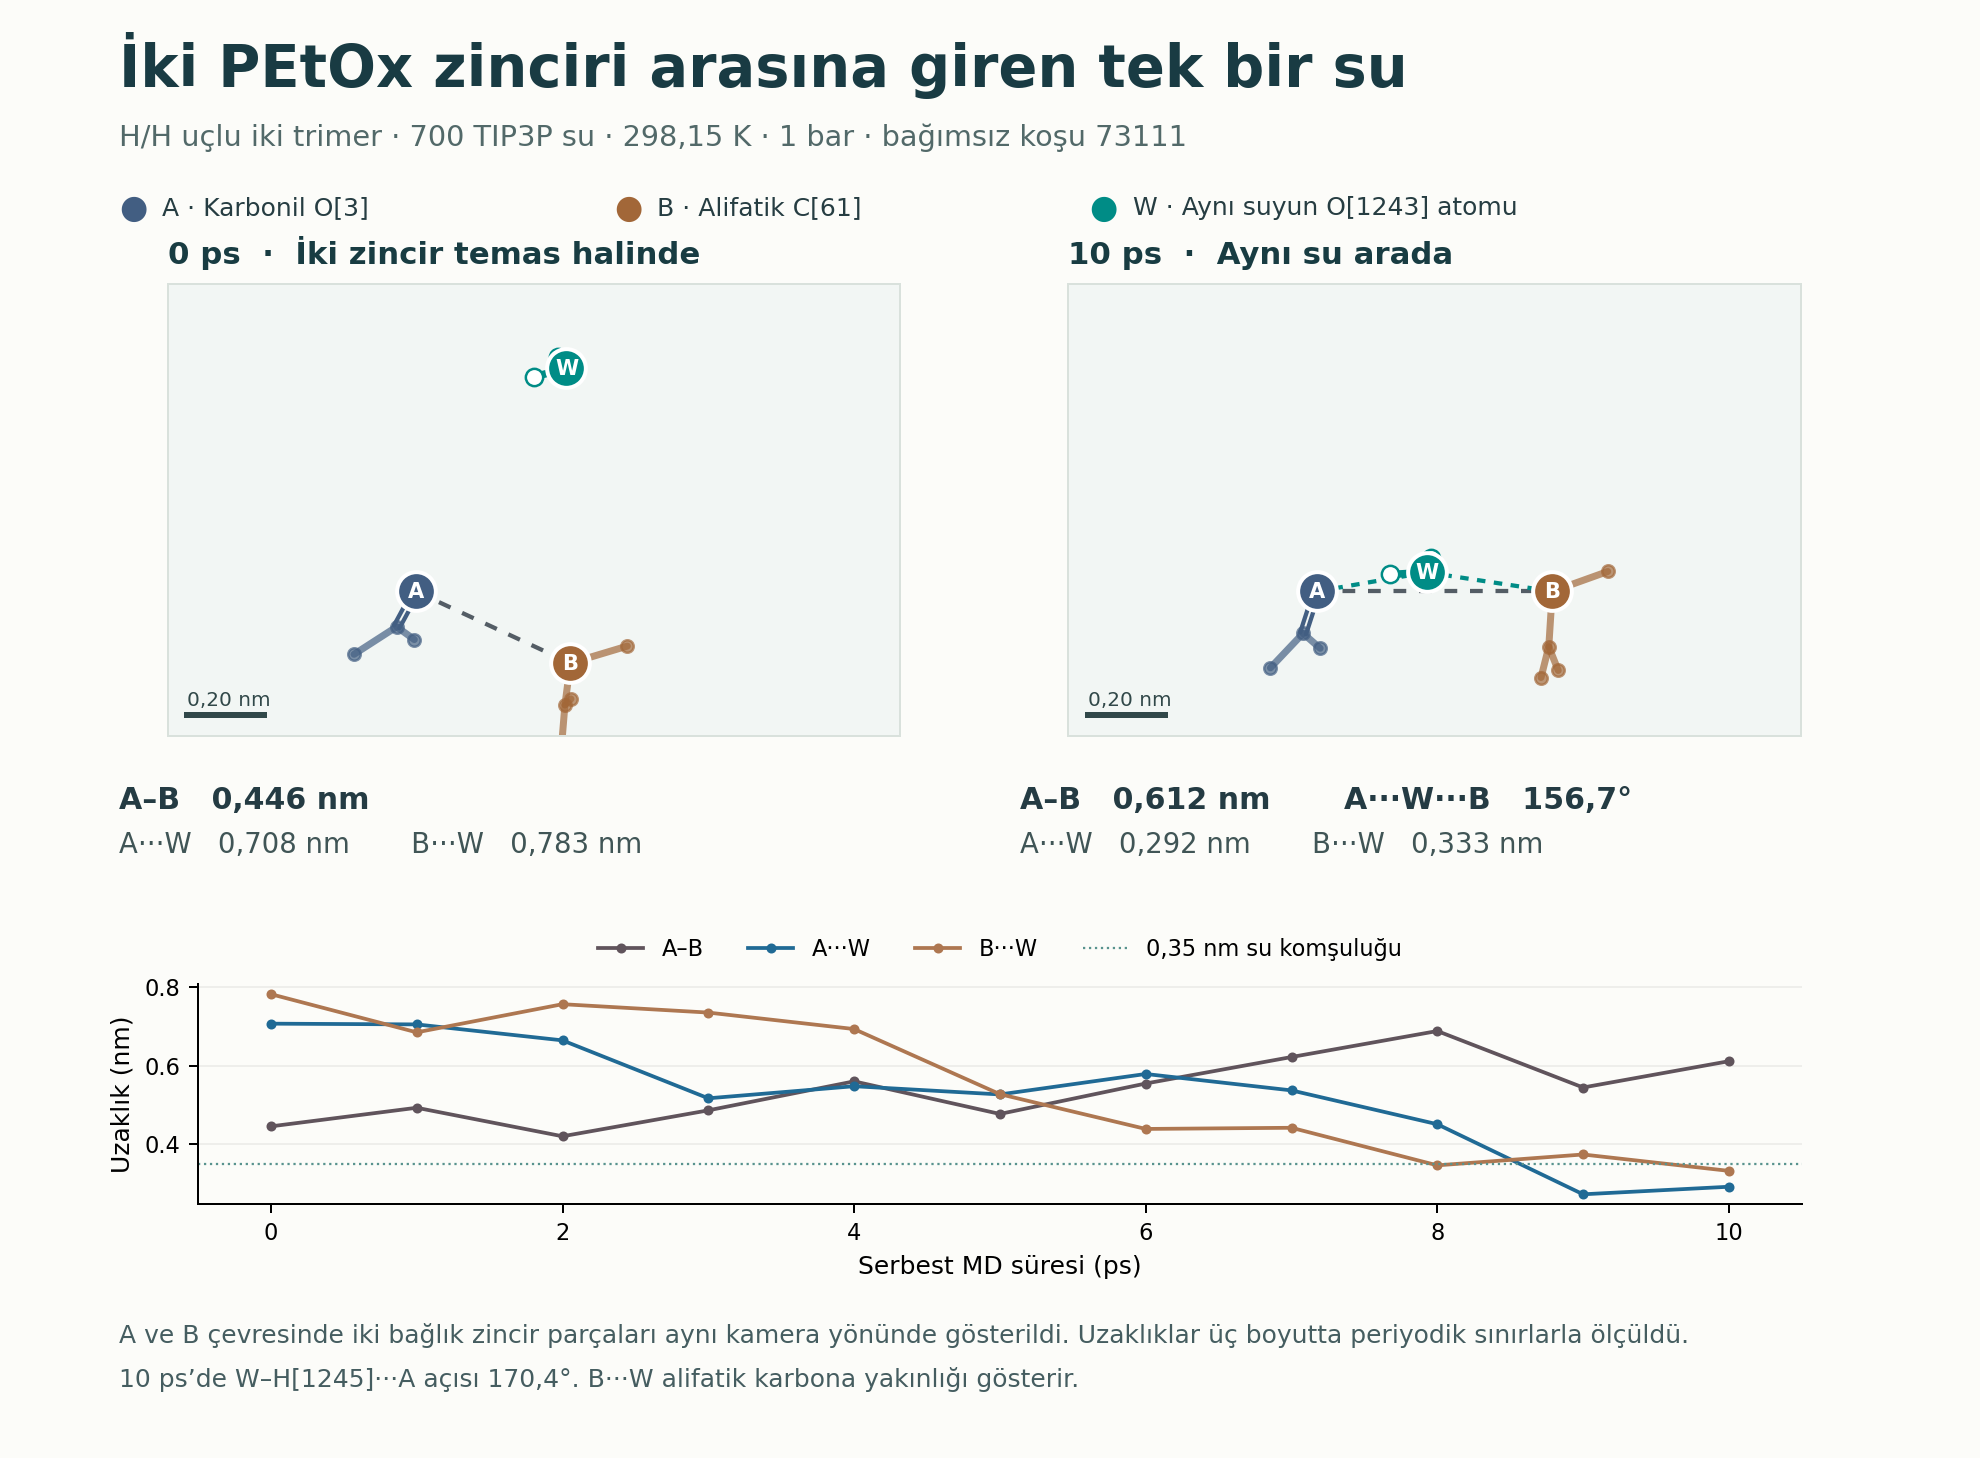 İki PEtOx zinciri arasına giren tek bir su
H/H uçlu iki trimer · 700 TIP3P su · 298,15 K · 1 bar · bağımsız koşu 73111
A · Karbonil O[3]
B · Alifatik C[61]
W · Aynı suyun O[1243] atomu
0 ps · İki zincir temas halinde
W
A
B
0,20 nm
10 ps · Aynı su arada
A
W
B
0,20 nm
A–B 0,446 nm
A···W 0,708 nm B···W 0,783 nm
A–B 0,612 nm A···W···B 156,7°
A···W 0,292 nm B···W 0,333 nm
A–B
A···W
B···W
0,35 nm su komşuluğu
Uzaklık (nm)
0.8
0.6
0.4
0 2 4 6 8 10
Serbest MD süresi (ps)
A ve B çevresinde iki bağlık zincir parçaları aynı kamera yönünde gösterildi. Uzaklıklar üç boyutta periyodik sınırlarla ölçüldü.
10 ps’de W–H[1245]···A açısı 170,4°. B···W alifatik karbona yakınlığı gösterir.